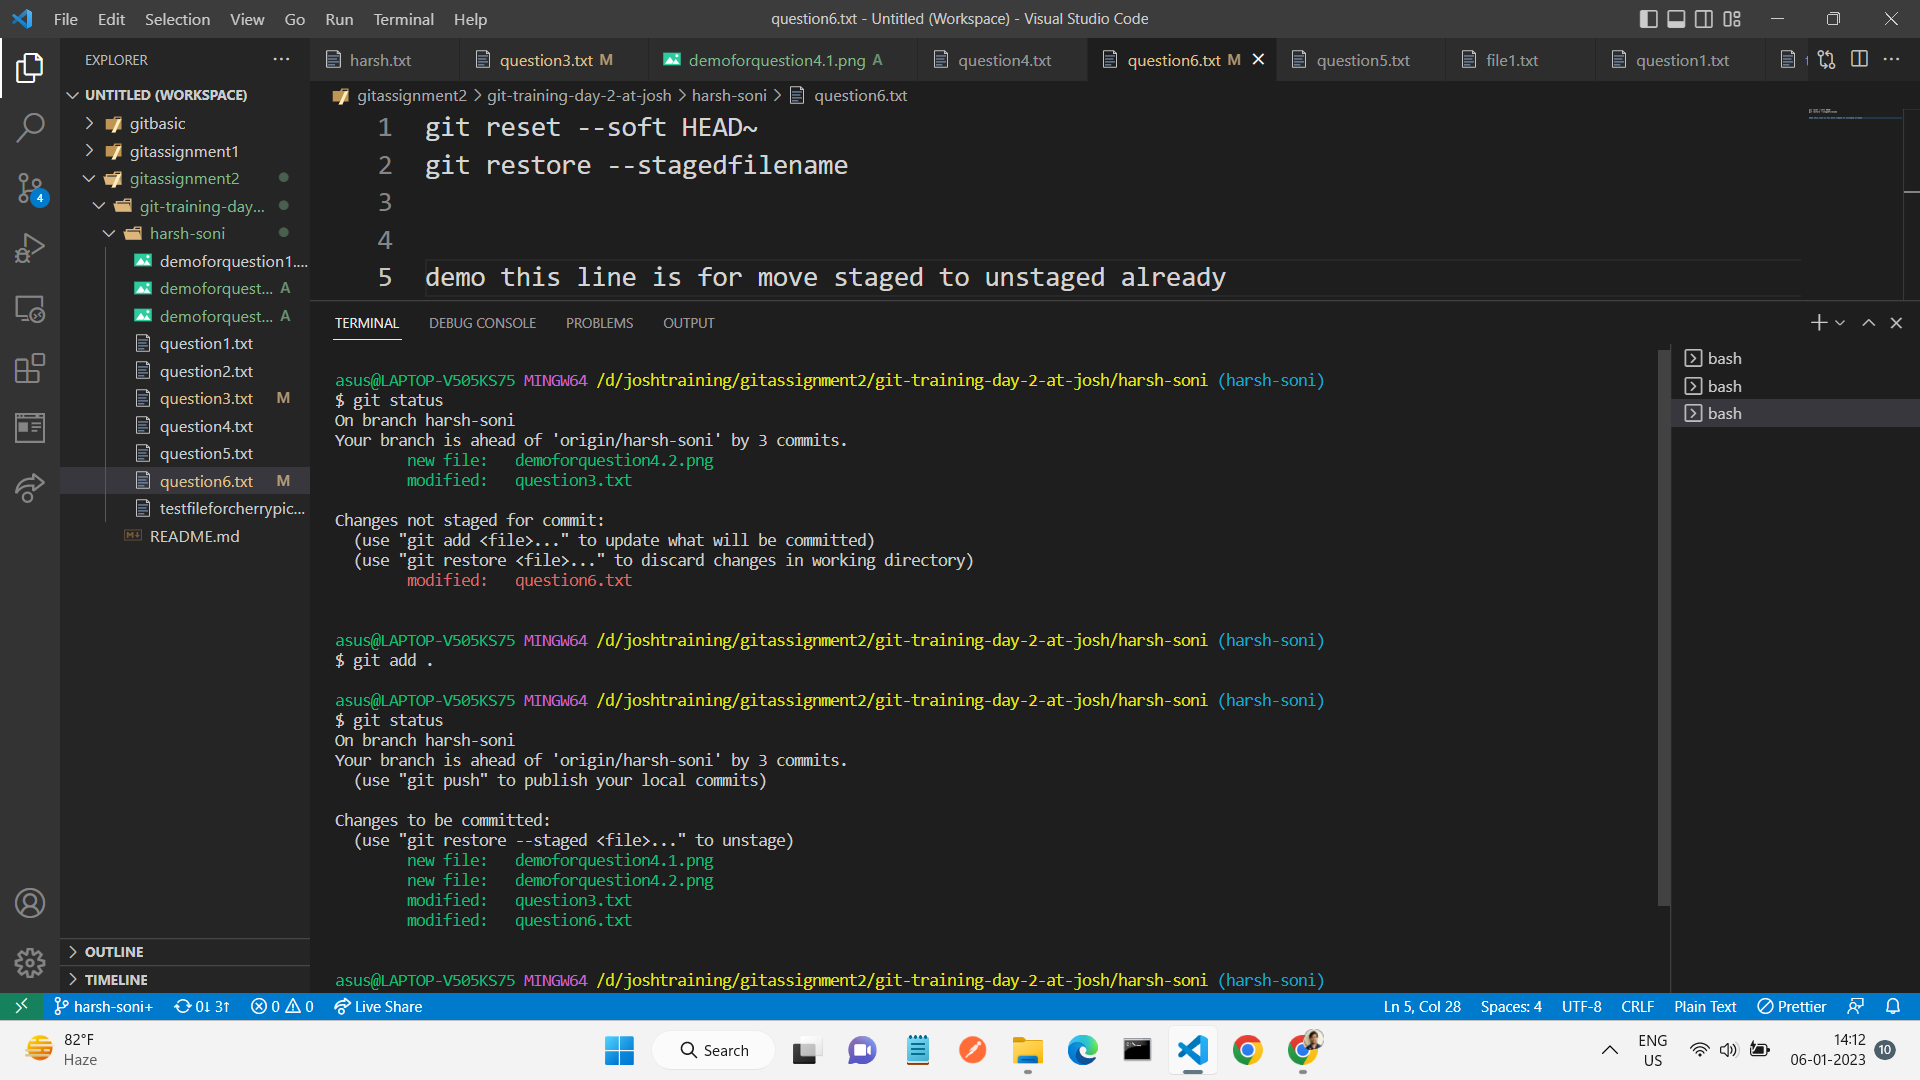 File Edit Selection View Go Run Terminal Help
question6.txt - Untitled (Workspace) - Visual Studio Code
EXPLORER
harsh.txt
question3.txt M
demoforquestion4.1.png A
question4.txt
question6.txt M
question5.txt
file1.txt
question1.txt
UNTITLED (WORKSPACE)
gitbasic
gitassignment1
gitassignment2
git-training-day...
harsh-soni
demoforquestion1....
demoforquest... A
demoforquest... A
question1.txt
question2.txt
question3.txt M
question4.txt
question5.txt
question6.txt M
testfileforcherrypic...
README.md
OUTLINE
TIMELINE
4
gitassignment2 > git-training-day-2-at-josh > harsh-soni > question6.txt
1 git reset --soft HEAD~
2 git restore --stagedfilename
3
4
5 demo this line is for move staged to unstaged already
TERMINAL DEBUG CONSOLE PROBLEMS OUTPUT
asus@LAPTOP-V505KS75 MINGW64 /d/joshtraining/gitassignment2/git-training-day-2-at-josh/harsh-soni (harsh-soni)
$ git status
On branch harsh-soni
Your branch is ahead of 'origin/harsh-soni' by 3 commits.
new file: demoforquestion4.2.png
modified: question3.txt
Changes not staged for commit:
(use "git add <file>..." to update what will be committed)
(use "git restore <file>..." to discard changes in working directory)
modified: question6.txt
asus@LAPTOP-V505KS75 MINGW64 /d/joshtraining/gitassignment2/git-training-day-2-at-josh/harsh-soni (harsh-soni)
$ git add .
asus@LAPTOP-V505KS75 MINGW64 /d/joshtraining/gitassignment2/git-training-day-2-at-josh/harsh-soni (harsh-soni)
$ git status
On branch harsh-soni
Your branch is ahead of 'origin/harsh-soni' by 3 commits.
(use "git push" to publish your local commits)
Changes to be committed:
(use "git restore --staged <file>..." to unstage)
new file: demoforquestion4.1.png
new file: demoforquestion4.2.png
modified: question3.txt
modified: question6.txt
asus@LAPTOP-V505KS75 MINGW64 /d/joshtraining/gitassignment2/git-training-day-2-at-josh/harsh-soni (harsh-soni)
bash
bash
bash
harsh-soni+ 0↓ 3↑ 0 0 Live Share
Ln 5, Col 28 Spaces: 4 UTF-8 CRLF Plain Text Prettier
82°F
Haze
Search
ENG
US
14:12
06-01-2023
10